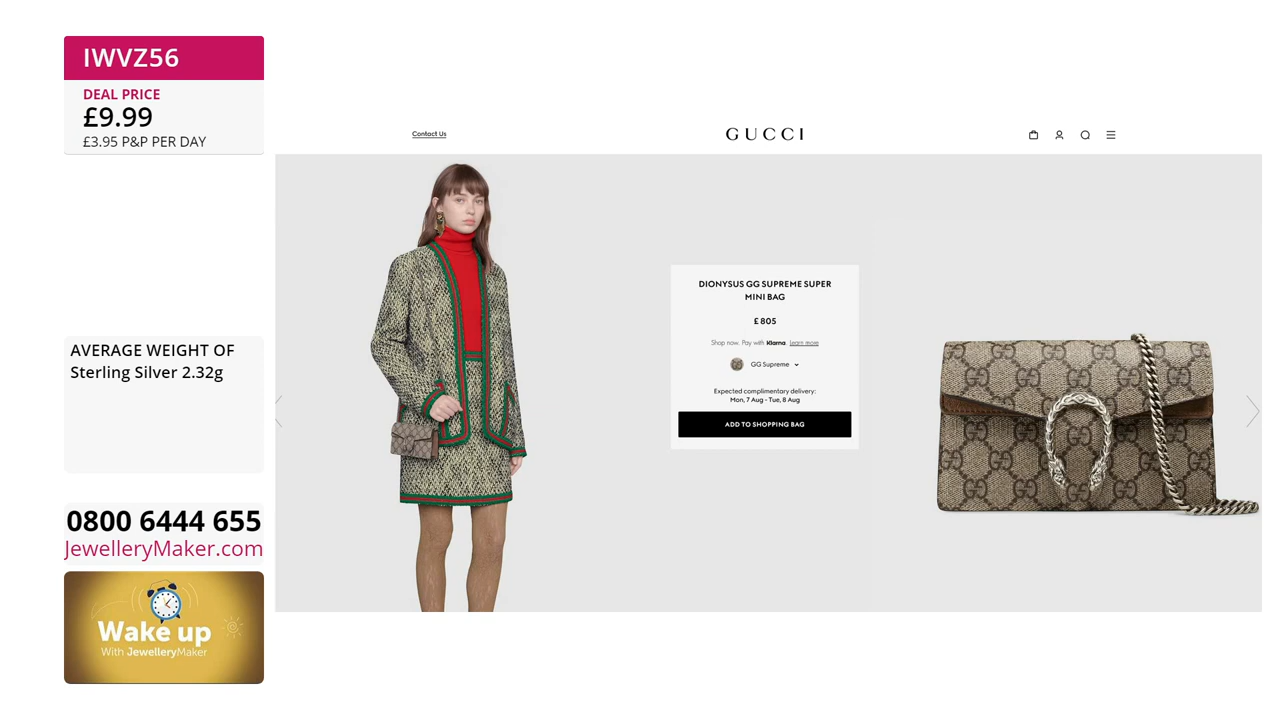 IWVZ56
DEAL PRICE
£9.99
£3.95 P&P PER DAY
AVERAGE WEIGHT OF
Sterling Silver 2.32g
0800 6444 655
JewelleryMaker.com
Wake up
With JewelleryMaker
Contact Us
GUCCI
DIONYSUS GG SUPREME SUPER
MINI BAG
£ 805
Shop now. Pay with Klarna. Learn more
GG Supreme
Expected complimentary delivery:
Mon, 7 Aug - Tue, 8 Aug
ADD TO SHOPPING BAG